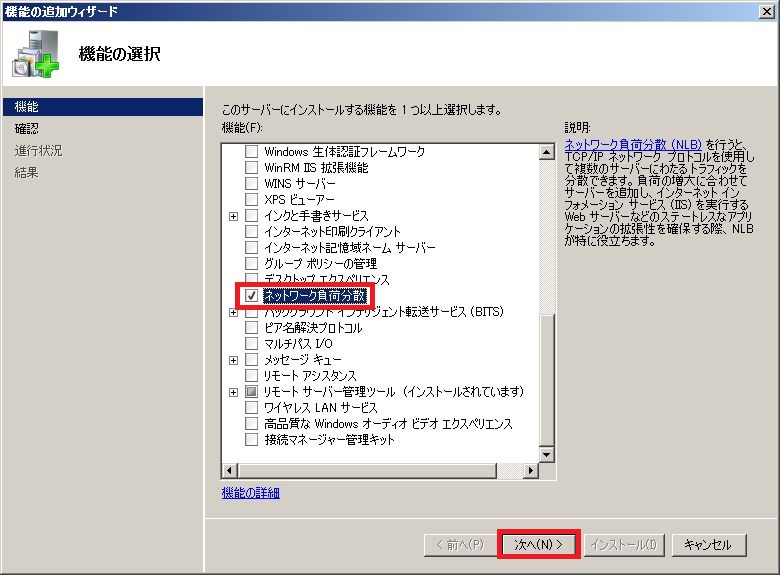 機能の追加ウィザード
機能の選択
機能
確認
進行状況
結果
このサーバーにインストールする機能を 1 つ以上選択します。
機能(F):
Windows 生体認証フレームワーク
WinRM IIS 拡張機能
WINS サーバー
XPS ビューアー
インクと手書きサービス
インターネット印刷クライアント
インターネット記憶域ネーム サーバー
グループ ポリシーの管理
デスクトップ エクスペリエンス
ネットワーク負荷分散
バックグラウンド インテリジェント転送サービス (BITS)
ピア名解決プロトコル
マルチパス I/O
メッセージ キュー
リモート アシスタンス
リモート サーバー管理ツール (インストールされています)
ワイヤレス LAN サービス
高品質な Windows オーディオ ビデオ エクスペリエンス
接続マネージャー管理キット
機能の詳細
説明:
ネットワーク負荷分散 (NLB) を行うと、
TCP/IP ネットワーク プロトコルを使用し
て複数のサーバーにわたるトラフィックを
分散できます。負荷の増大に合わせて
サーバーを追加し、インターネット イン
フォメーション サービス (IIS) を実行する
Web サーバーなどのステートレスなアプリ
ケーションの拡張性を確保する際、NLB
が特に役立ちます。
< 前へ(P)
次へ(N) >
インストール(I)
キャンセル